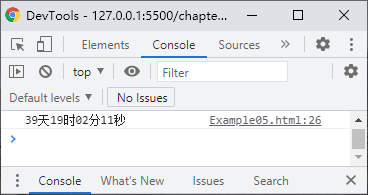 DevTools - 127.0.0.1:5500/chapte...
Elements Console Sources »
top Filter
Default levels No Issues
39天19时02分11秒 Example05.html:26
>
Console What's New Issues Search